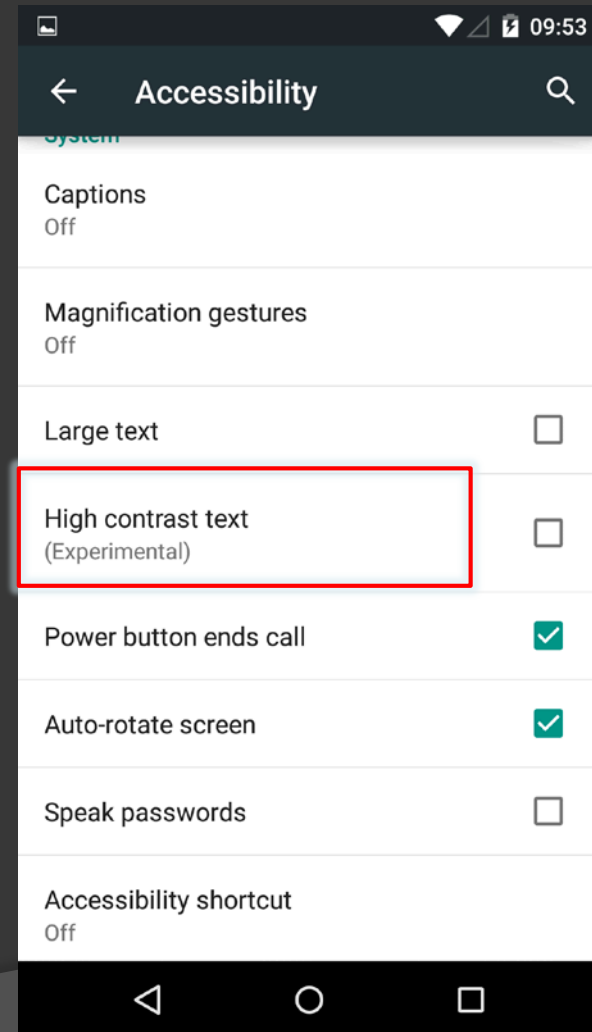 09:53
Accessibility
System
Captions
Off
Magnification gestures
Off
Large text
High contrast text
(Experimental)
Power button ends call
Auto-rotate screen
Speak passwords
Accessibility shortcut
Off